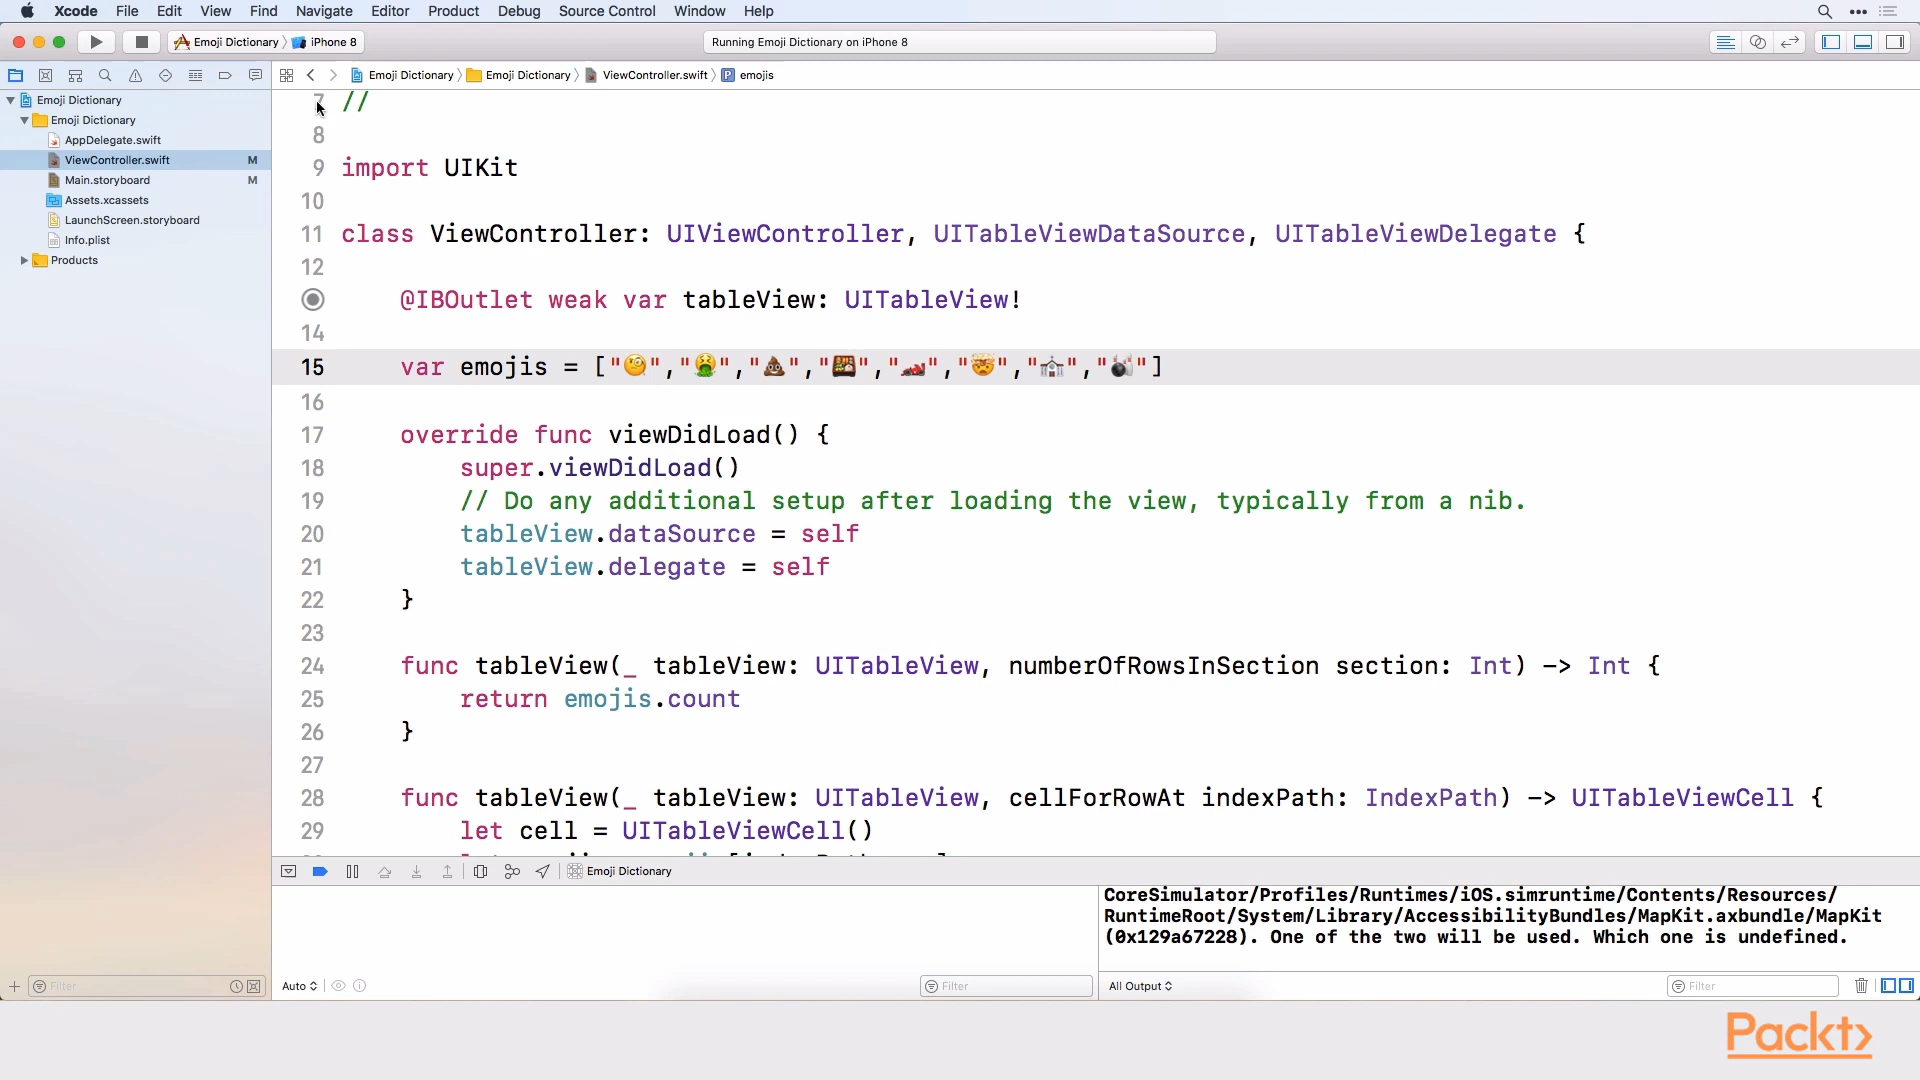 Xcode File Edit View Find Navigate Editor Product Debug Source Control Window Help
Emoji Dictionary iPhone 8
Running Emoji Dictionary on iPhone 8
Emoji Dictionary Emoji Dictionary ViewController.swift emojis
Emoji Dictionary
Emoji Dictionary
AppDelegate.swift
ViewController.swift M
Main.storyboard M
Assets.xcassets
LaunchScreen.storyboard
Info.plist
Products
7 //
8
9 import UIKit
10
11 class ViewController: UIViewController, UITableViewDataSource, UITableViewDelegate {
12
@IBOutlet weak var tableView: UITableView!
14
15 var emojis = ["🧐","🤮","💩","🍱","🏎","🤯","⛪️","🎳"]
16
17 override func viewDidLoad() {
18 super.viewDidLoad()
19 // Do any additional setup after loading the view, typically from a nib.
20 tableView.dataSource = self
21 tableView.delegate = self
22 }
23
24 func tableView(_ tableView: UITableView, numberOfRowsInSection section: Int) -> Int {
25 return emojis.count
26 }
27
28 func tableView(_ tableView: UITableView, cellForRowAt indexPath: IndexPath) -> UITableViewCell {
29 let cell = UITableViewCell()
Emoji Dictionary
CoreSimulator/Profiles/Runtimes/iOS.simruntime/Contents/Resources/
RuntimeRoot/System/Library/AccessibilityBundles/MapKit.axbundle/MapKit
(0x129a67228). One of the two will be used. Which one is undefined.
Filter
Auto
Filter
All Output
Filter
Packt